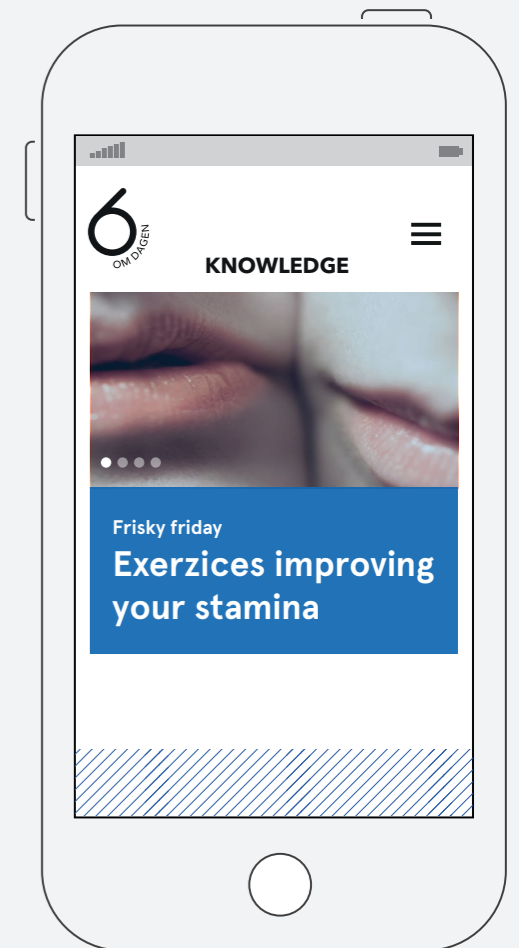 6
OM DAGEN
KNOWLEDGE
Frisky friday
Exerzices improving
your stamina